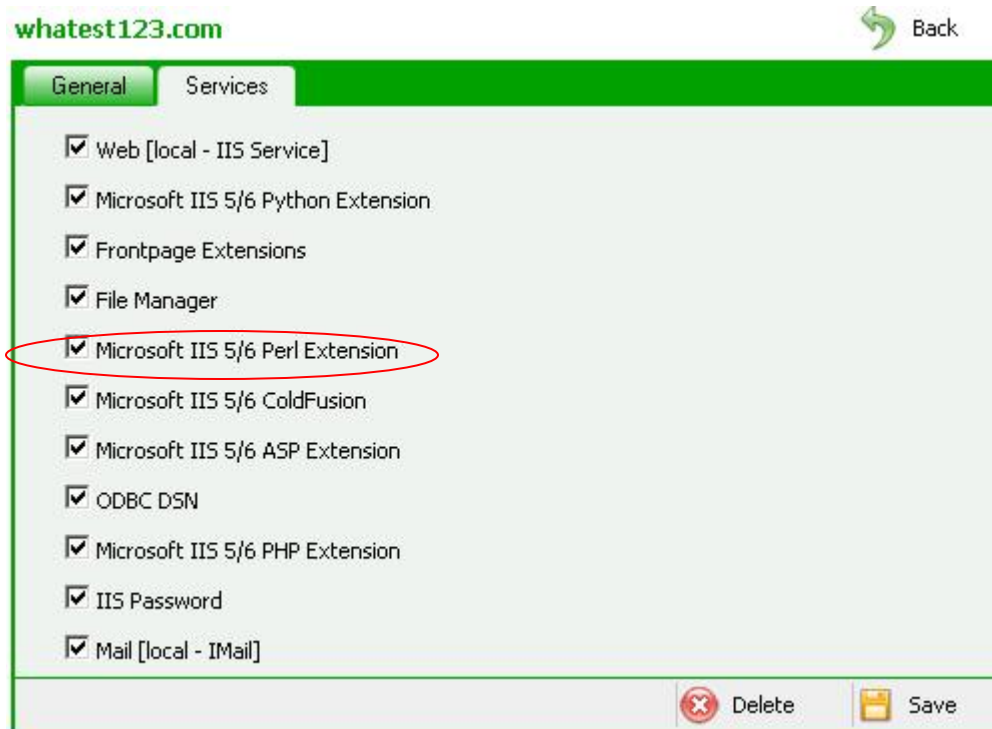 whatest123.com
Back
General Services
Web [local - IIS Service]
Microsoft IIS 5/6 Python Extension
Frontpage Extensions
File Manager
Microsoft IIS 5/6 Perl Extension
Microsoft IIS 5/6 ColdFusion
Microsoft IIS 5/6 ASP Extension
ODBC DSN
Microsoft IIS 5/6 PHP Extension
IIS Password
Mail [local - IMail]
Delete Save